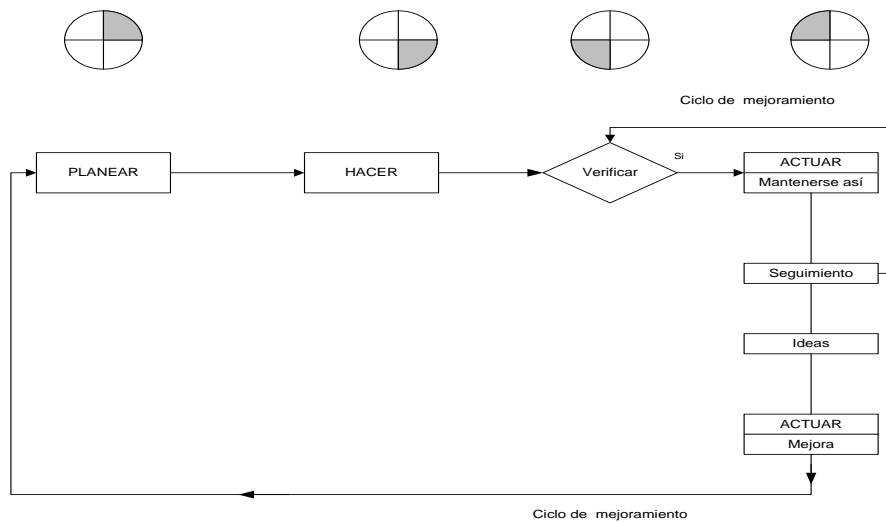 Ciclo de mejoramiento
PLANEAR
HACER
Verificar
Si
ACTUAR
Mantenerse así
Seguimiento
Ideas
ACTUAR
Mejora
Ciclo de mejoramiento